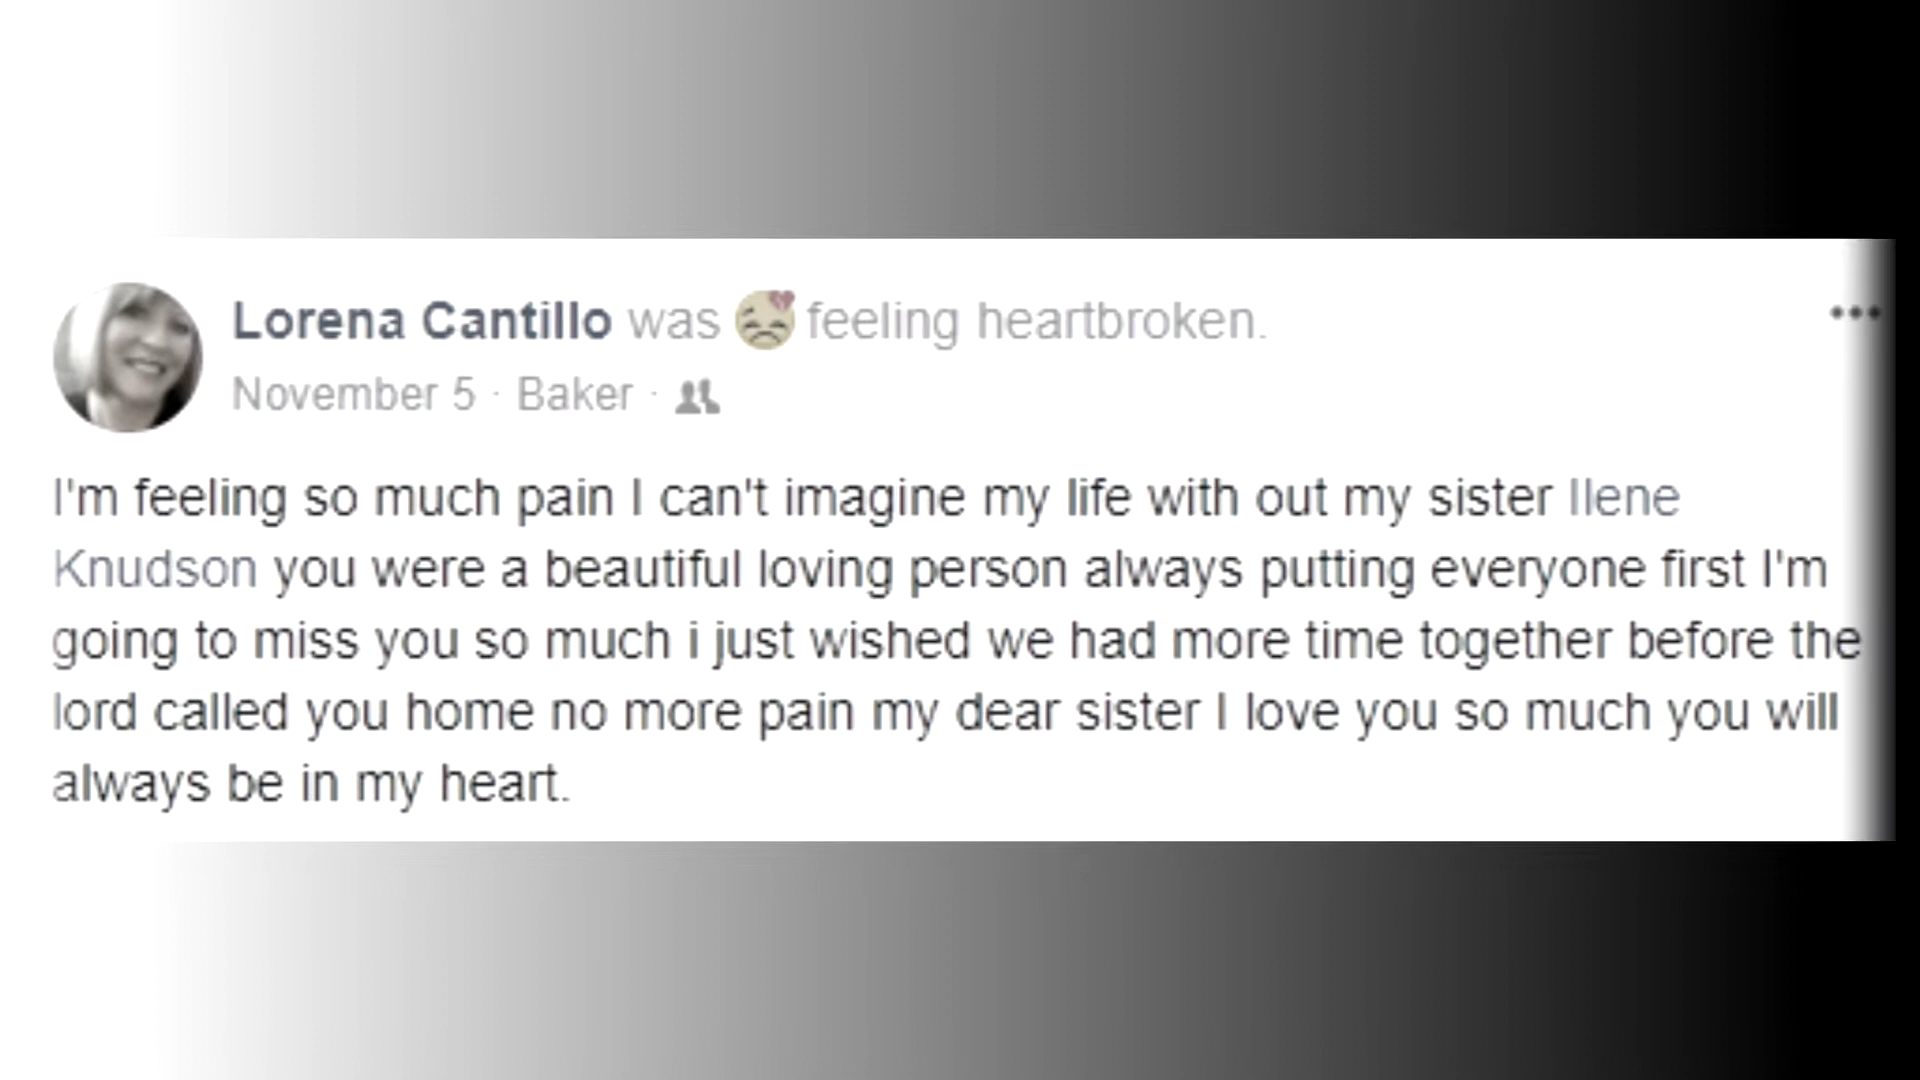 Lorena Cantillo was feeling heartbroken.
November 5 · Baker ·
I'm feeling so much pain I can't imagine my life with out my sister Ilene
Knudson you were a beautiful loving person always putting everyone first I'm
going to miss you so much i just wished we had more time together before the
lord called you home no more pain my dear sister I love you so much you will
always be in my heart.